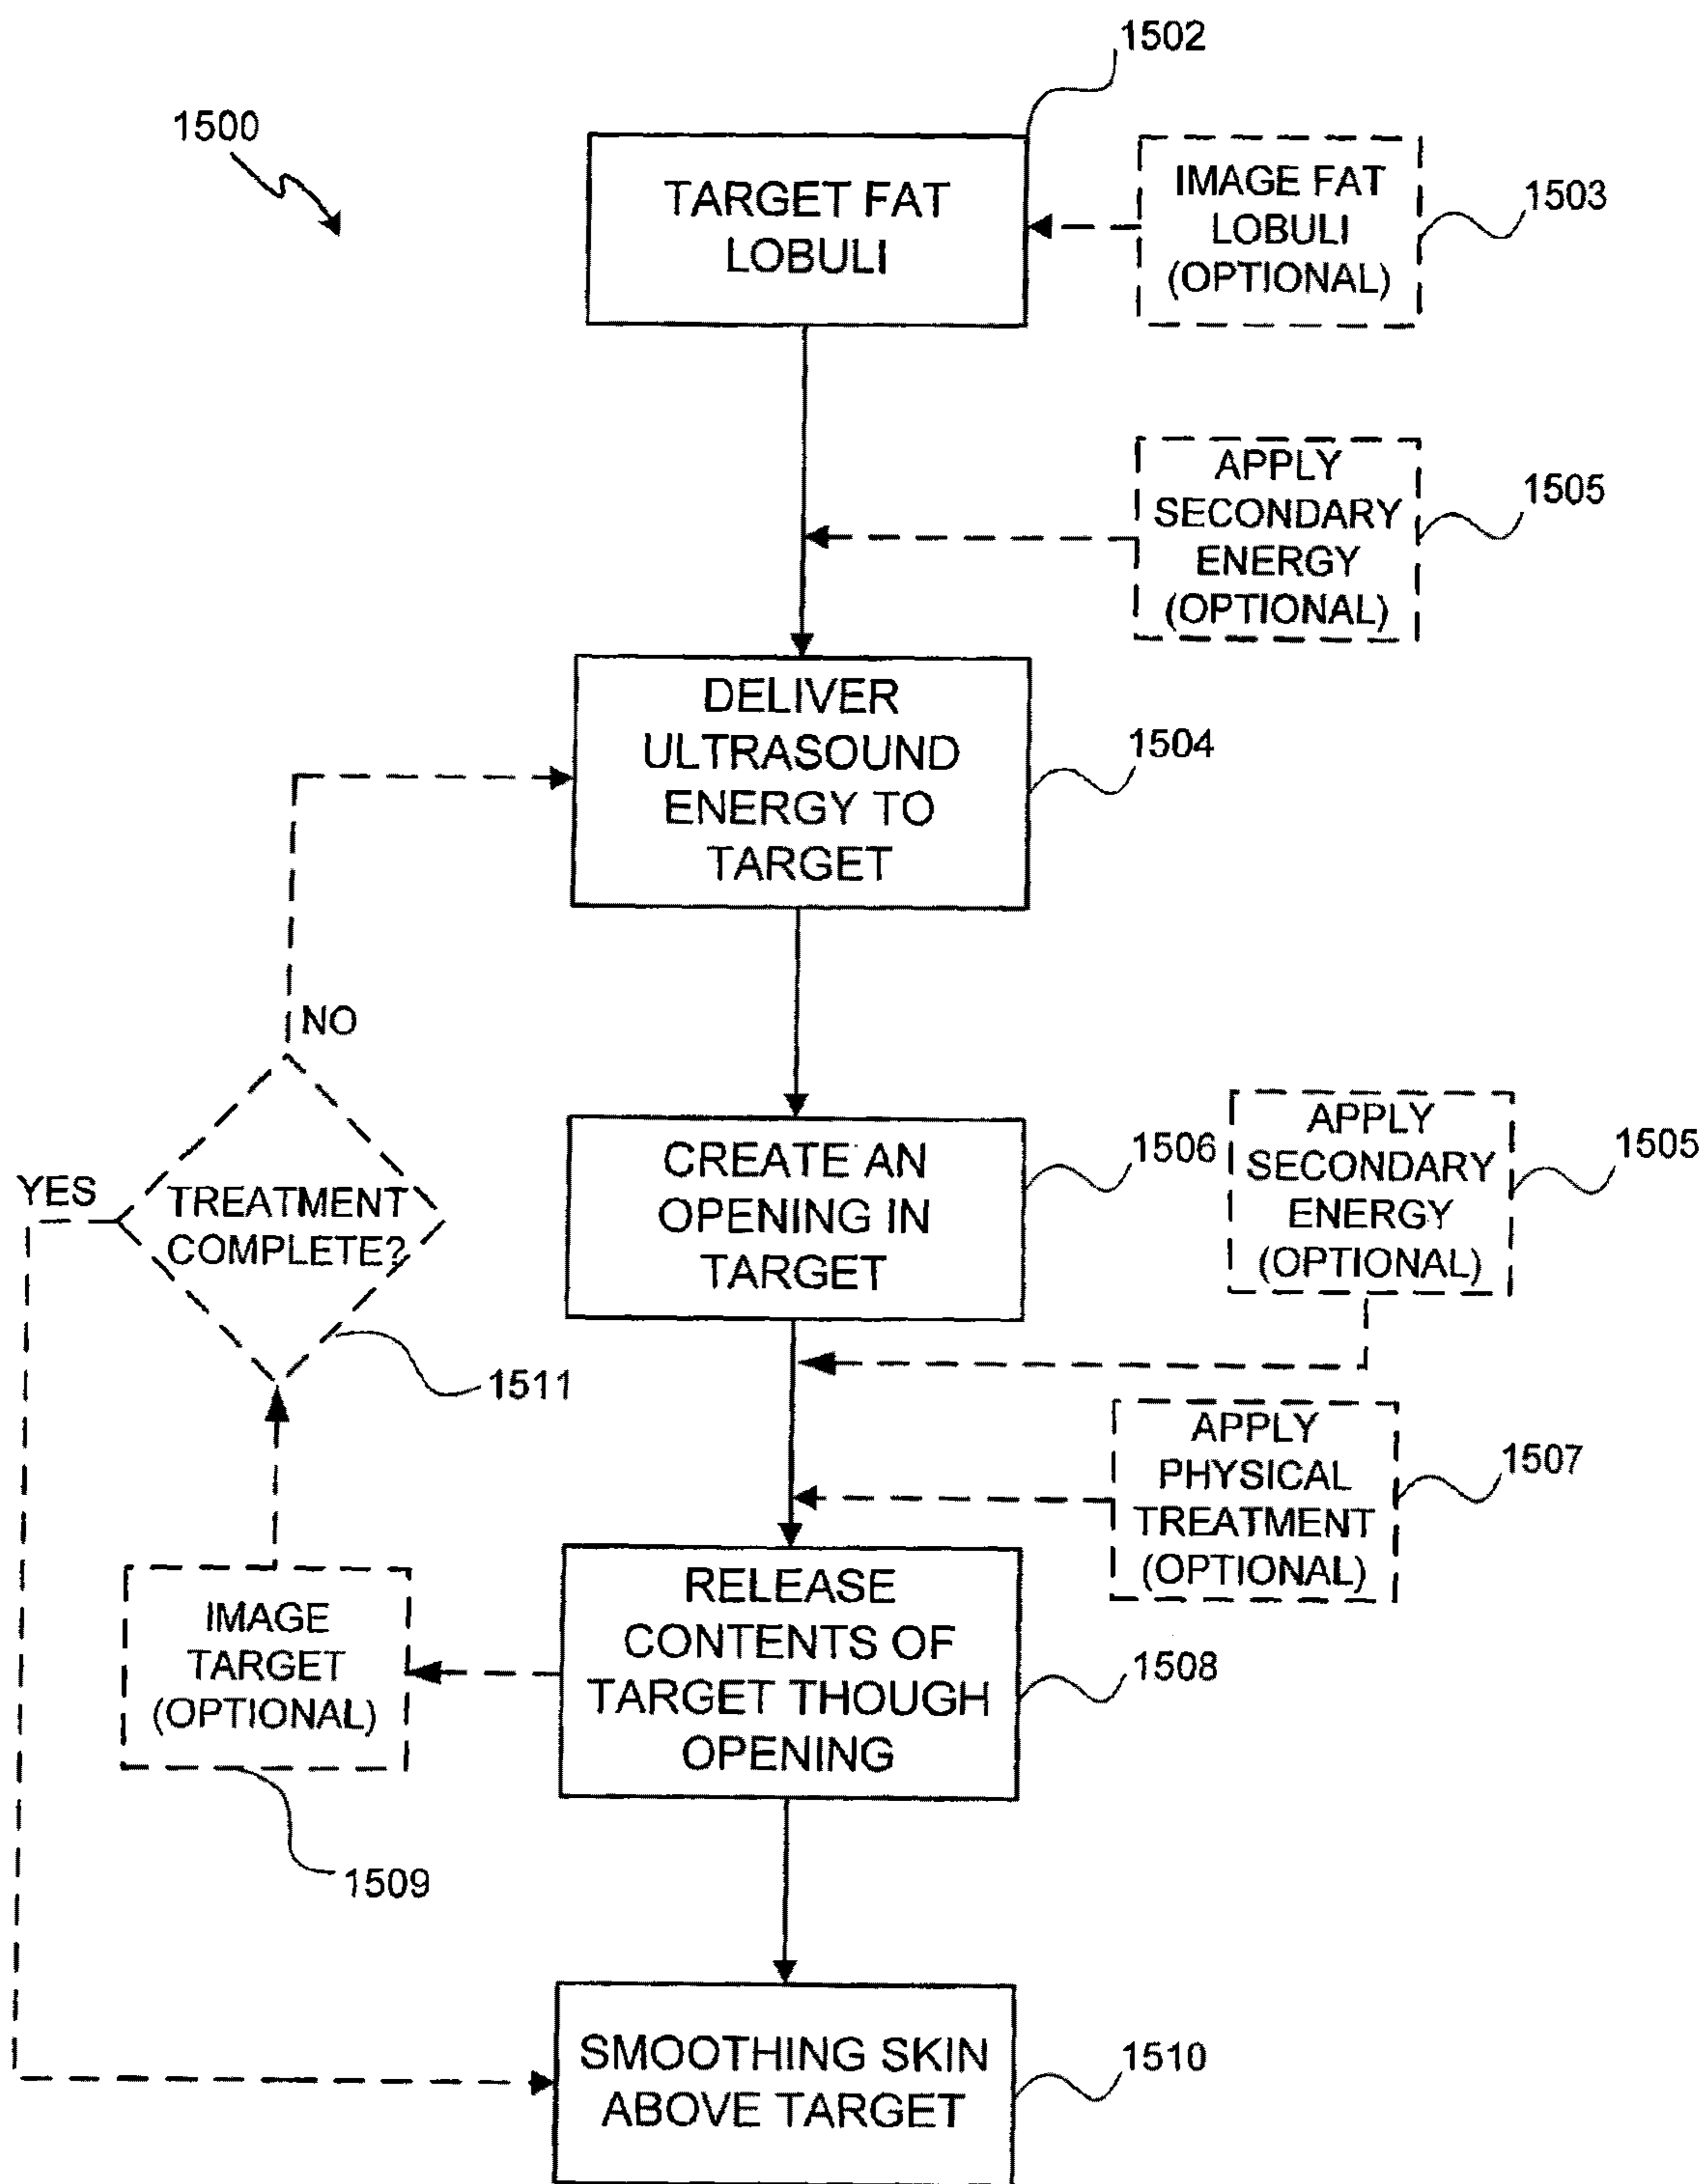 1502
1500
TARGET FAT
LOBULI
IMAGE FAT
LOBULI
(OPTIONAL)
1503
APPLY
SECONDARY
ENERGY
(OPTIONAL)
1505
DELIVER
ULTRASOUND
ENERGY TO
TARGET
1504
NO
YES
TREATMENT
COMPLETE?
1511
CREATE AN
OPENING IN
TARGET
1506
APPLY
SECONDARY
ENERGY
(OPTIONAL)
1505
APPLY
PHYSICAL
TREATMENT
(OPTIONAL)
1507
RELEASE
CONTENTS OF
TARGET THOUGH
OPENING
1508
IMAGE
TARGET
(OPTIONAL)
1509
SMOOTHING SKIN
ABOVE TARGET
1510